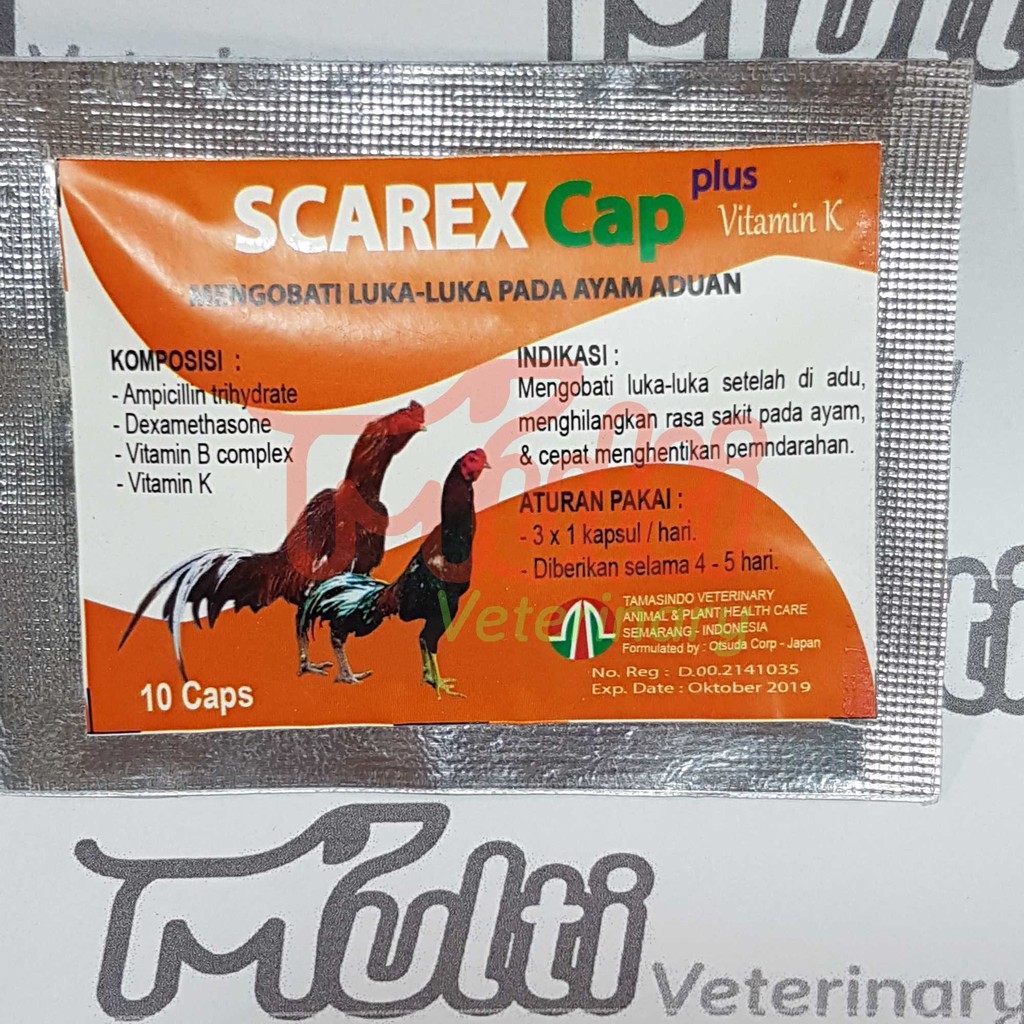 SCAREX Cap plus
Vitamin K
MENGOBATI LUKA-LUKA PADA AYAM ADUAN
KOMPOSISI :
- Ampicillin trihydrate
- Dexamethasone
- Vitamin B complex
- Vitamin K
INDIKASI :
Mengobati luka-luka setelah di adu,
menghilangkan rasa sakit pada ayam,
& cepat menghentikan pemndarahan.
ATURAN PAKAI :
- 3 x 1 kapsul / hari.
- Diberikan selama 4 - 5 hari.
TAMASINDO VETERINARY
ANIMAL & PLANT HEALTH CARE
SEMARANG - INDONESIA
Formulated by : Otsuda Corp - Japan
No. Reg : D.00.2141035
Exp. Date : Oktober 2019
10 Caps
Veterinary
Multi
Veterinary